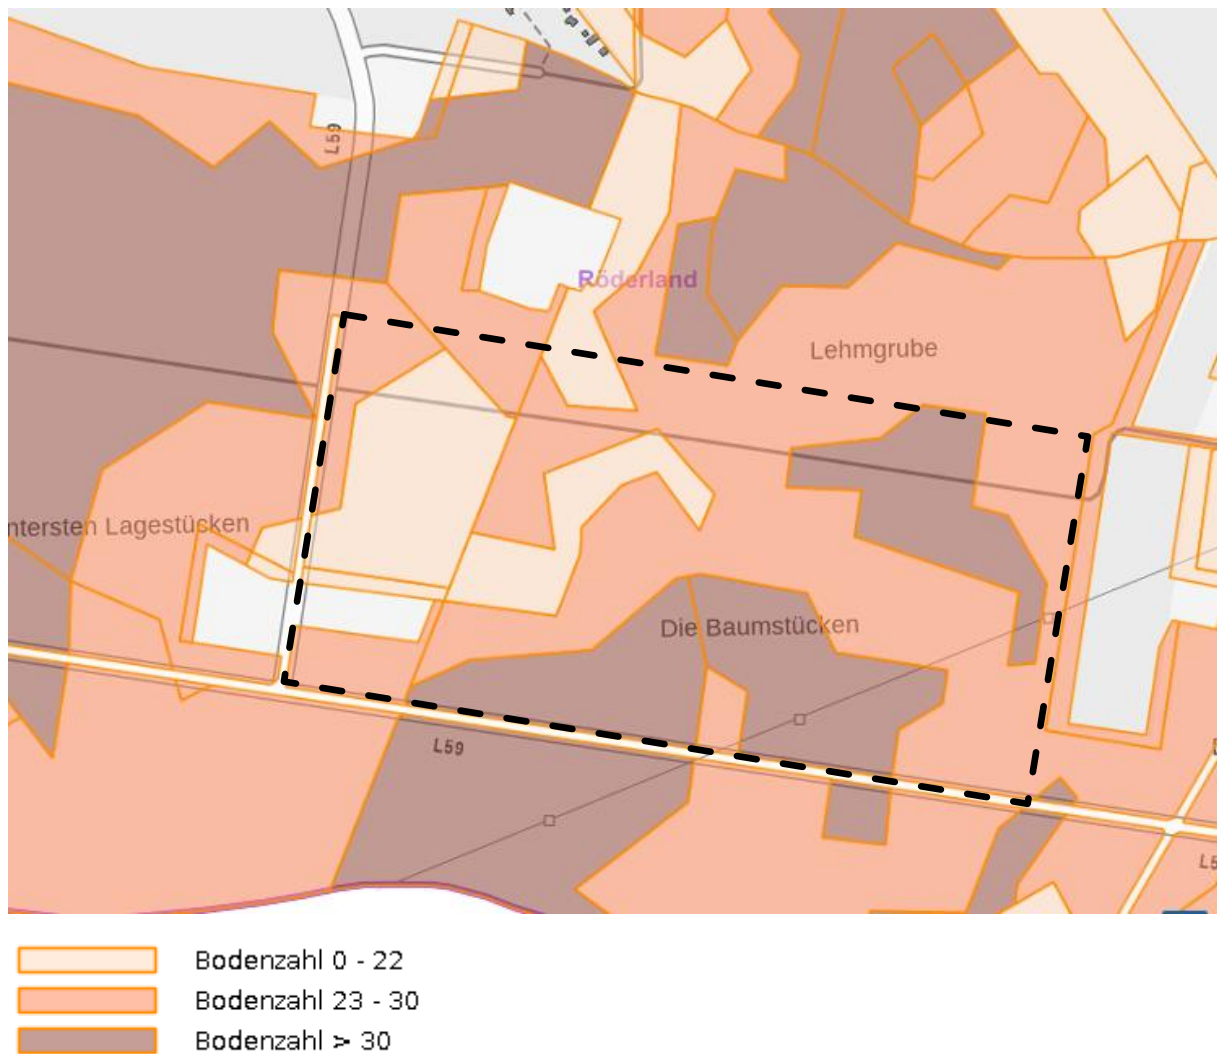 L59
Röderland
Lehmgrube
ntersten Lagestücken
Die Baumstücken
L59
L5
Bodenzahl 0 - 22
Bodenzahl 23 - 30
Bodenzahl > 30